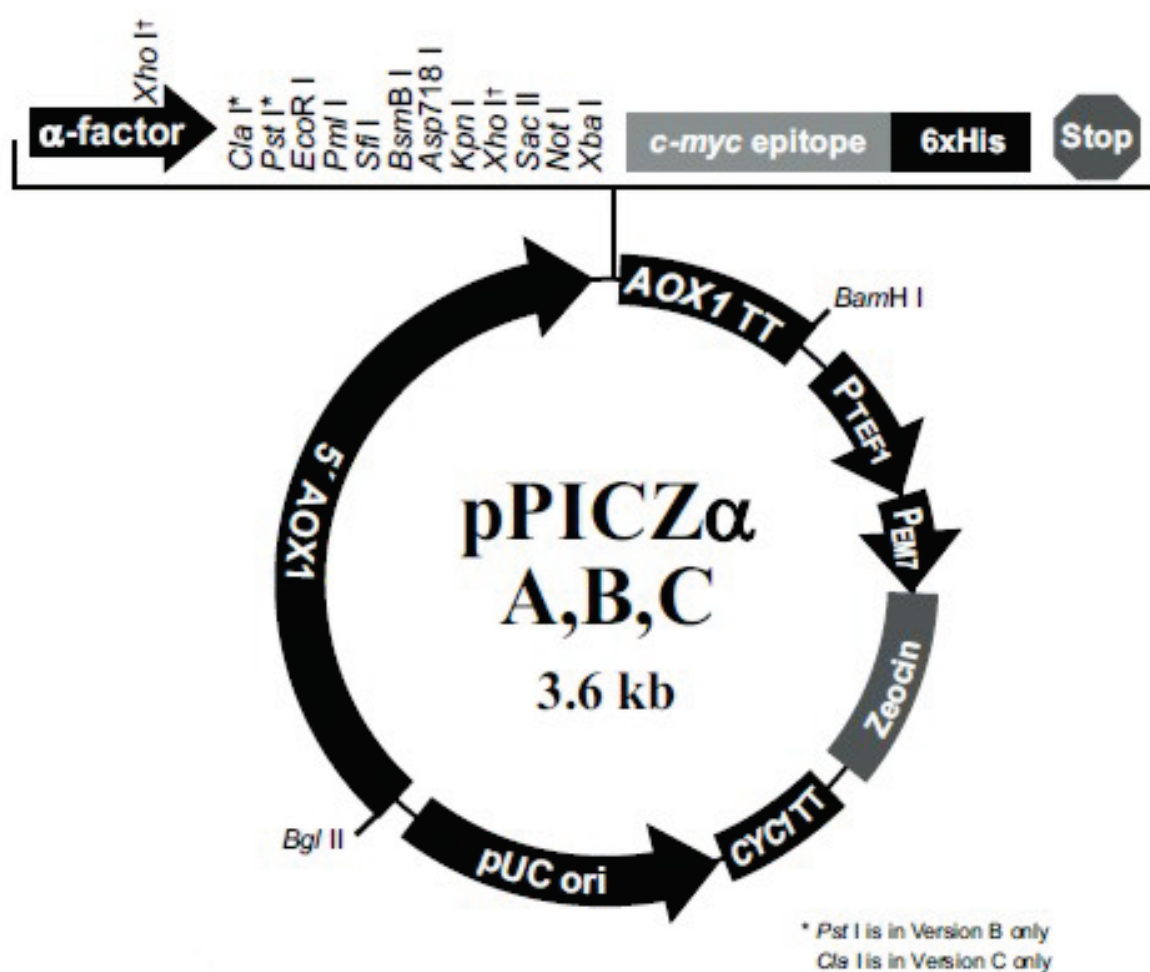 Xho I†
α-factor
Cla I*
Pst I*
EcoR I
Pml I
Sfi I
BsmB I
Asp718 I
Kpn I
Xho I†
Sac II
Not I
Xba I
c-myc epitope
6xHis
Stop
AOX1 TT
BamH I
PTEF1
PEM7
Zeocin
CYC1TT
pUC ori
Bgl II
5´ AOX1
pPICZα
A,B,C
3.6 kb
* Pst I is in Version B only
Cla I is in Version C only